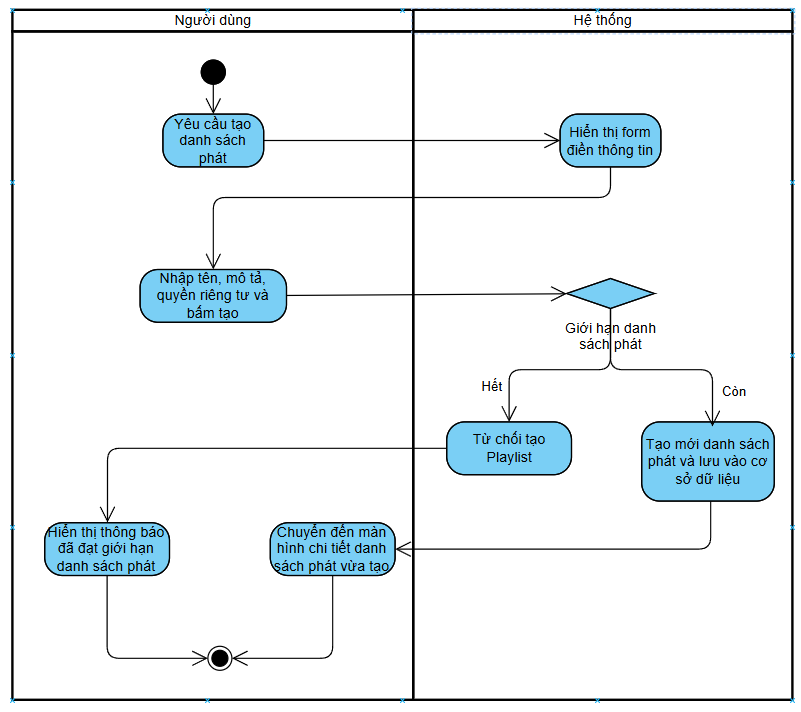 Người dùng
Hệ thống
Yêu cầu tạo
danh sách
phát
Hiển thị form
điền thông tin
Nhập tên, mô tả,
quyền riêng tư và
bấm tạo
Giới hạn danh
sách phát
Hết
Còn
Từ chối tạo
Playlist
Tạo mới danh sách
phát và lưu vào cơ
sở dữ liệu
Hiển thị thông báo
đã đạt giới hạn
danh sách phát
Chuyển đến màn
hình chi tiết danh
sách phát vừa tạo